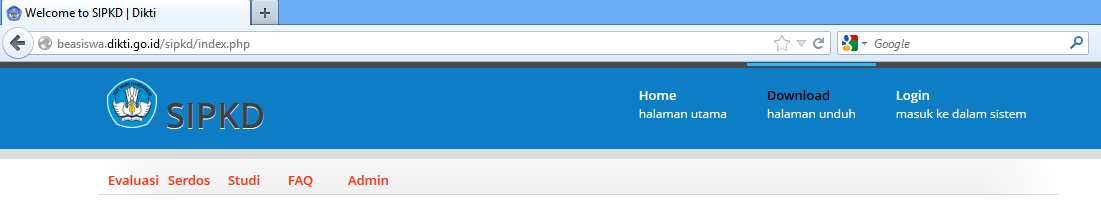 Welcome to SIPKD | Dikti
beasiswa.dikti.go.id/sipkd/index.php
Google
SIPKD
Home
halaman utama
Download
halaman unduh
Login
masuk ke dalam sistem
Evaluasi Serdos Studi FAQ Admin